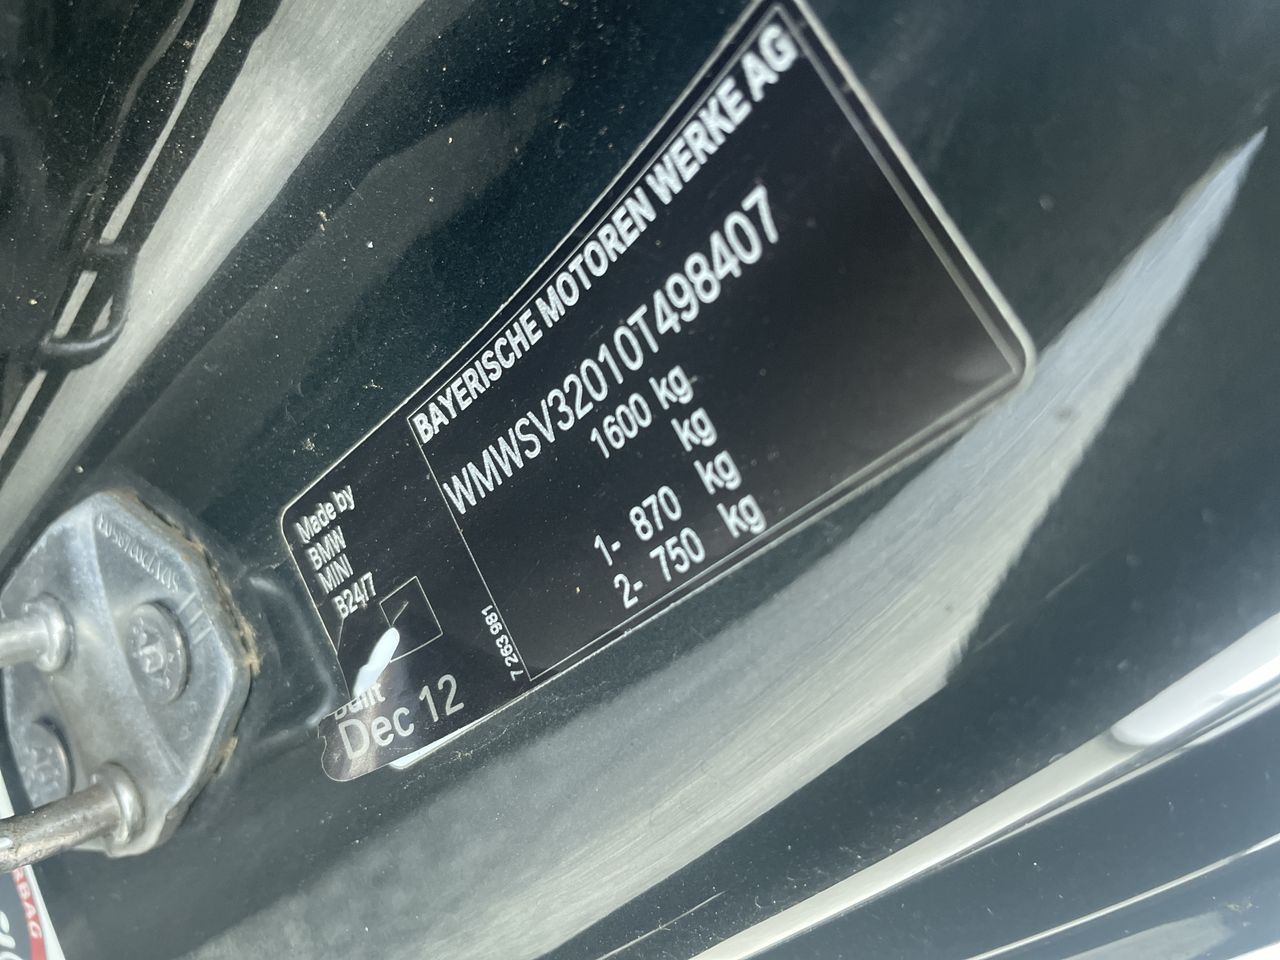 BAYERISCHE MOTOREN WERKE AG
WMWSV32010T498407
1600 kg
kg
1- 870 kg
2- 750 kg
Made by
BMW
MINI
B24/7
7 263 981
Built
Dec 12